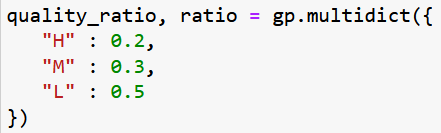 quality_ratio, ratio = gp.multidict({
   "H" : 0.2,
   "M" : 0.3,
   "L" : 0.5
})